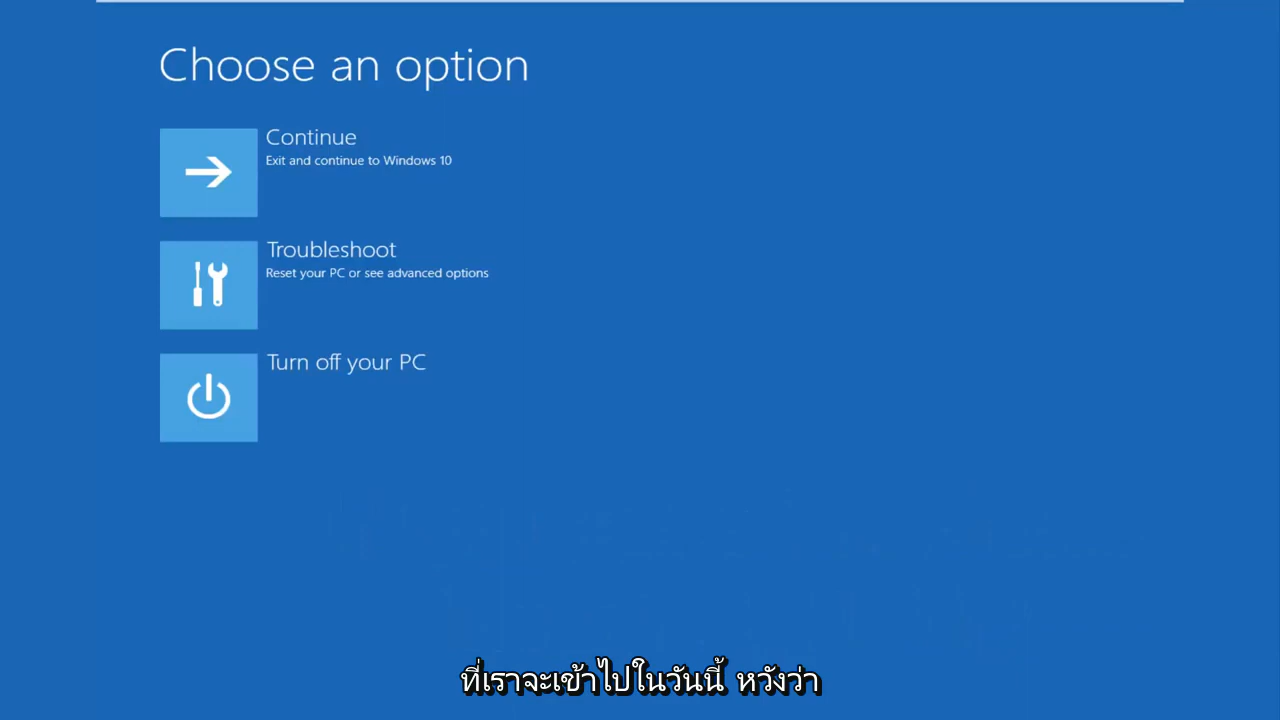 Choose an option
Continue
Exit and continue to Windows 10
Troubleshoot
Reset your PC or see advanced options
Turn off your PC
ที่เราจะเข้าไปในวันนี้ หวังว่า